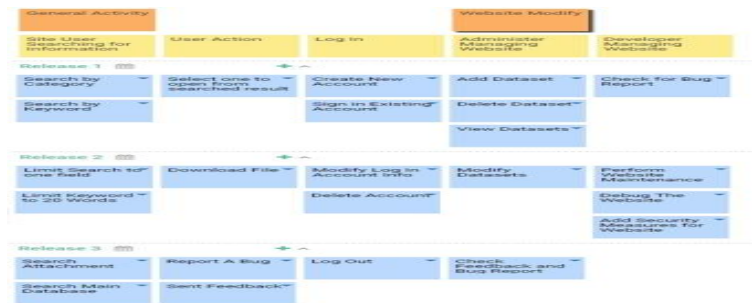 General Activity
Website Modify
Site User
Searching for
Information
User Action
Log In
Administer
Managing
Website
Developer
Managing
Website
Release 1
Search by
Category
Select one to
open from
searched result
Create New
Account
Add Dataset
Check for Bug
Report
Search by
Keyword
Sign in Existing
Account
Delete Dataset
View Datasets
Release 2
Limit Search to
one field
Download File
Modify Log In
Account Info
Modify
Datasets
Perform
Website
Maintenance
Limit Keyword
to 20 Words
Delete Account
Debug The
Website
Add Security
Measures for
Website
Release 3
Search
Attachment
Report A Bug
Log Out
Check
Feedback and
Bug Report
Search Main
Database
Sent Feedback